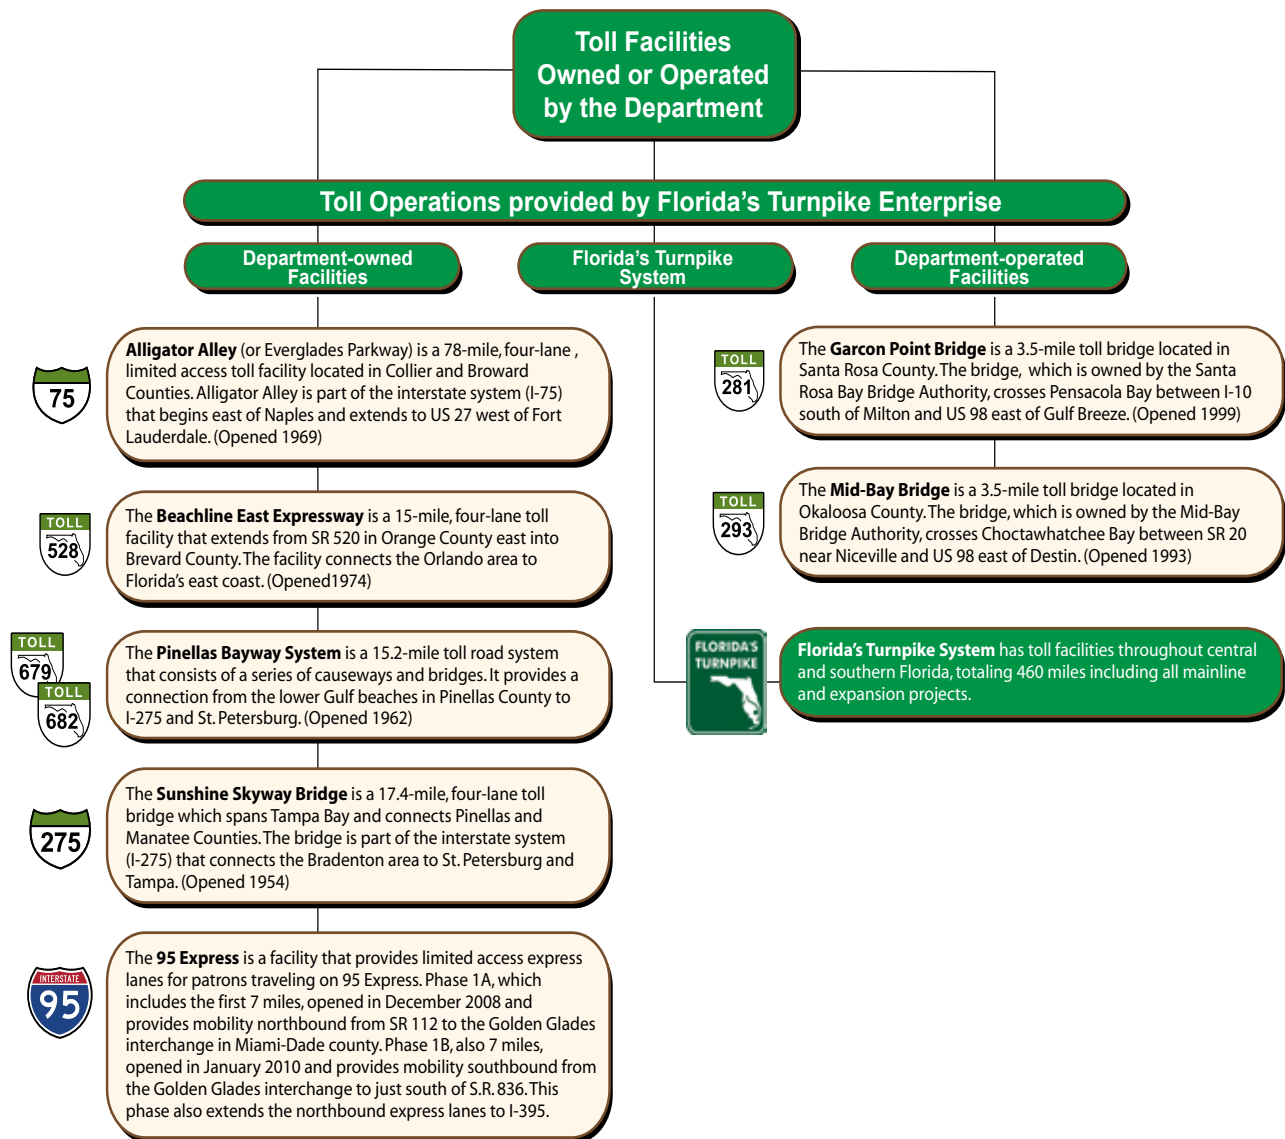 Toll Facilities
Owned or Operated
by the Department
Toll Operations provided by Florida’s Turnpike Enterprise
Department-owned
Facilities
Florida’s Turnpike
System
Department-operated
Facilities
75
Alligator Alley (or Everglades Parkway) is a 78-mile, four-lane ,
limited access toll facility located in Collier and Broward
Counties. Alligator Alley is part of the interstate system (I-75)
that begins east of Naples and extends to US 27 west of Fort
Lauderdale. (Opened 1969)
TOLL
528
The Beachline East Expressway is a 15-mile, four-lane toll
facility that extends from SR 520 in Orange County east into
Brevard County. The facility connects the Orlando area to
Florida’s east coast. (Opened1974)
TOLL
679
TOLL
682
The Pinellas Bayway System is a 15.2-mile toll road system
that consists of a series of causeways and bridges. It provides a
connection from the lower Gulf beaches in Pinellas County to
I-275 and St. Petersburg. (Opened 1962)
275
The Sunshine Skyway Bridge is a 17.4-mile, four-lane toll
bridge which spans Tampa Bay and connects Pinellas and
Manatee Counties. The bridge is part of the interstate system
(I-275) that connects the Bradenton area to St. Petersburg and
Tampa. (Opened 1954)
INTERSTATE
95
The 95 Express is a facility that provides limited access express
lanes for patrons traveling on 95 Express. Phase 1A, which
includes the first 7 miles, opened in December 2008 and
provides mobility northbound from SR 112 to the Golden Glades
interchange in Miami-Dade county. Phase 1B, also 7 miles,
opened in January 2010 and provides mobility southbound from
the Golden Glades interchange to just south of S.R. 836. This
phase also extends the northbound express lanes to I-395.
TOLL
281
The Garcon Point Bridge is a 3.5-mile toll bridge located in
Santa Rosa County. The bridge, which is owned by the Santa
Rosa Bay Bridge Authority, crosses Pensacola Bay between I-10
south of Milton and US 98 east of Gulf Breeze. (Opened 1999)
TOLL
293
The Mid-Bay Bridge is a 3.5-mile toll bridge located in
Okaloosa County. The bridge, which is owned by the Mid-Bay
Bridge Authority, crosses Choctawhatchee Bay between SR 20
near Niceville and US 98 east of Destin. (Opened 1993)
FLORIDA'S
TURNPIKE
Florida’s Turnpike System has toll facilities throughout central
and southern Florida, totaling 460 miles including all mainline
and expansion projects.